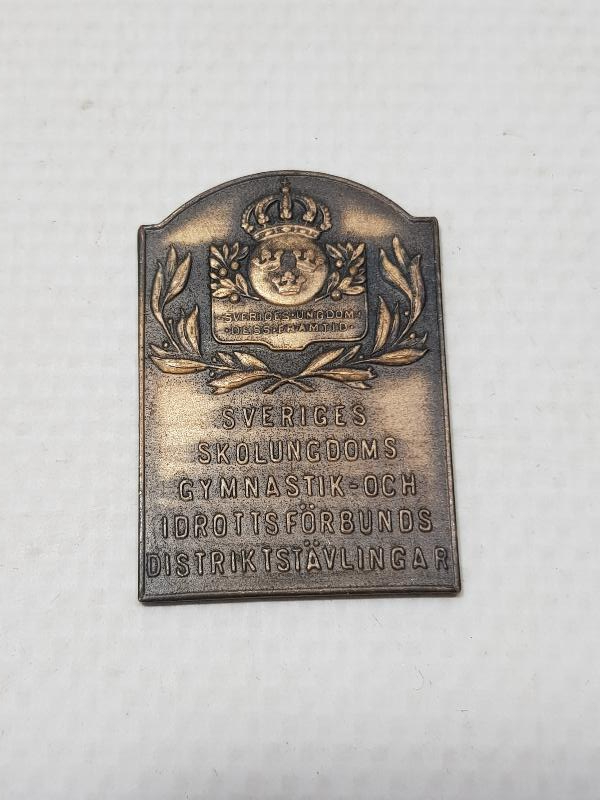 ·SVERIGES·UNGDOM·
·DESS·FRAMTID·
SVERIGES
SKOLUNGDOMS
GYMNASTIK-OCH
IDROTTSFÖRBUNDS
DISTRIKTSTÄVLINGAR